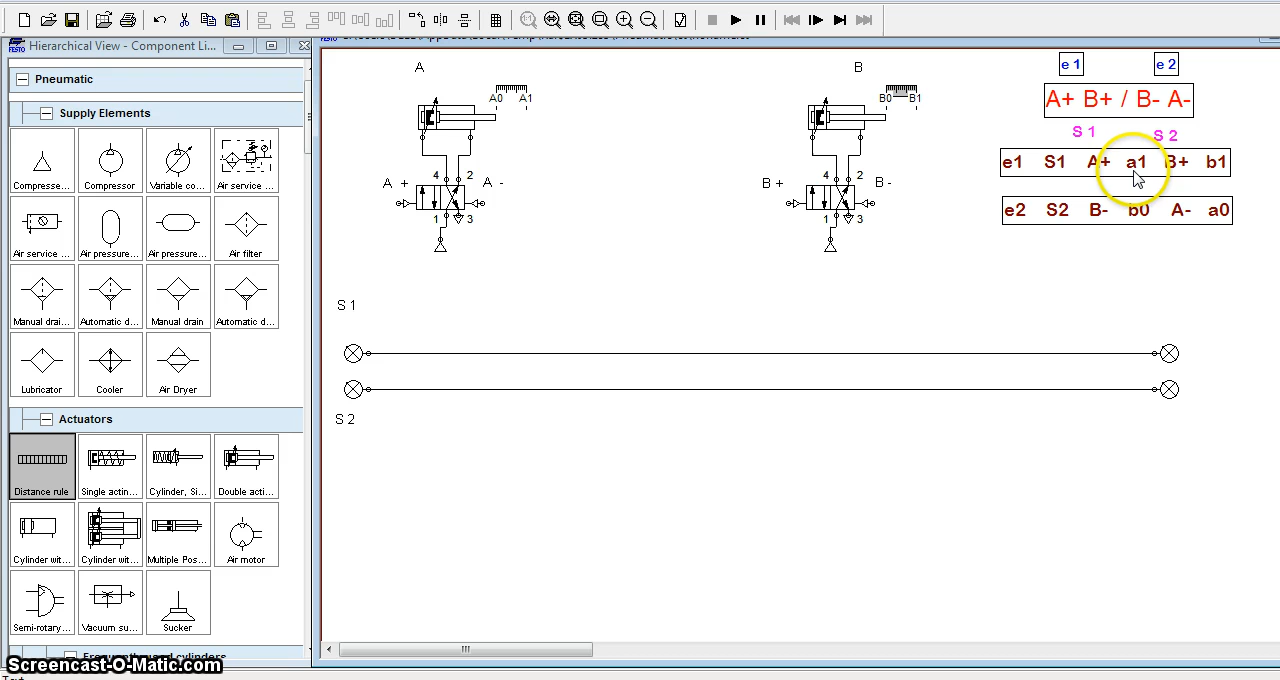 FESTO Hierarchical View - Component Li...
Pneumatic
Supply Elements
Compresse...
Compressor
Variable co...
Air service ...
Air service ...
Air pressure...
Air pressure...
Air filter
Manual drai...
Automatic d...
Manual drain
Automatic d...
Lubricator
Cooler
Air Dryer
Actuators
Distance rule
Single actin...
Cylinder, Si...
Double acti...
Cylinder wit...
Cylinder wit...
Multiple Pos...
Air motor
Semi-rotary...
Vacuum su...
Sucker
A
A0 A1
A + A -
4 2
1 3
B
B0 B1
B + B -
4 2
1 3
e 1 e 2
A+ B+ / B- A-
S 1 S 2
e1 S1 A+ a1 B+ b1
e2 S2 B- b0 A- a0
S 1
S 2
Screencast-O-Matic.com